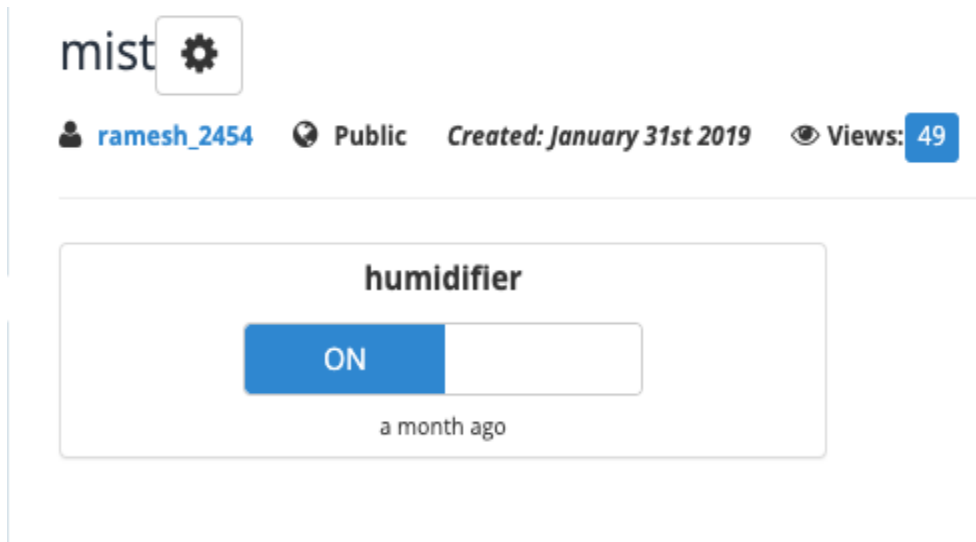 mist
ramesh_2454 Public Created: January 31st 2019 Views: 49
humidifier
ON
a month ago